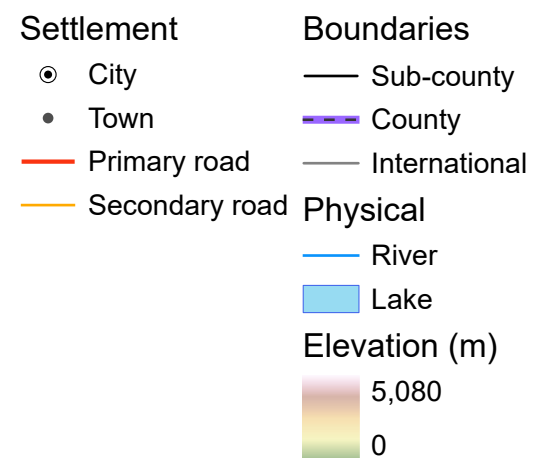 Settlement
City
Town
Primary road
Secondary road
Boundaries
Sub-county
County
International
Physical
River
Lake
Elevation (m)
5,080
0